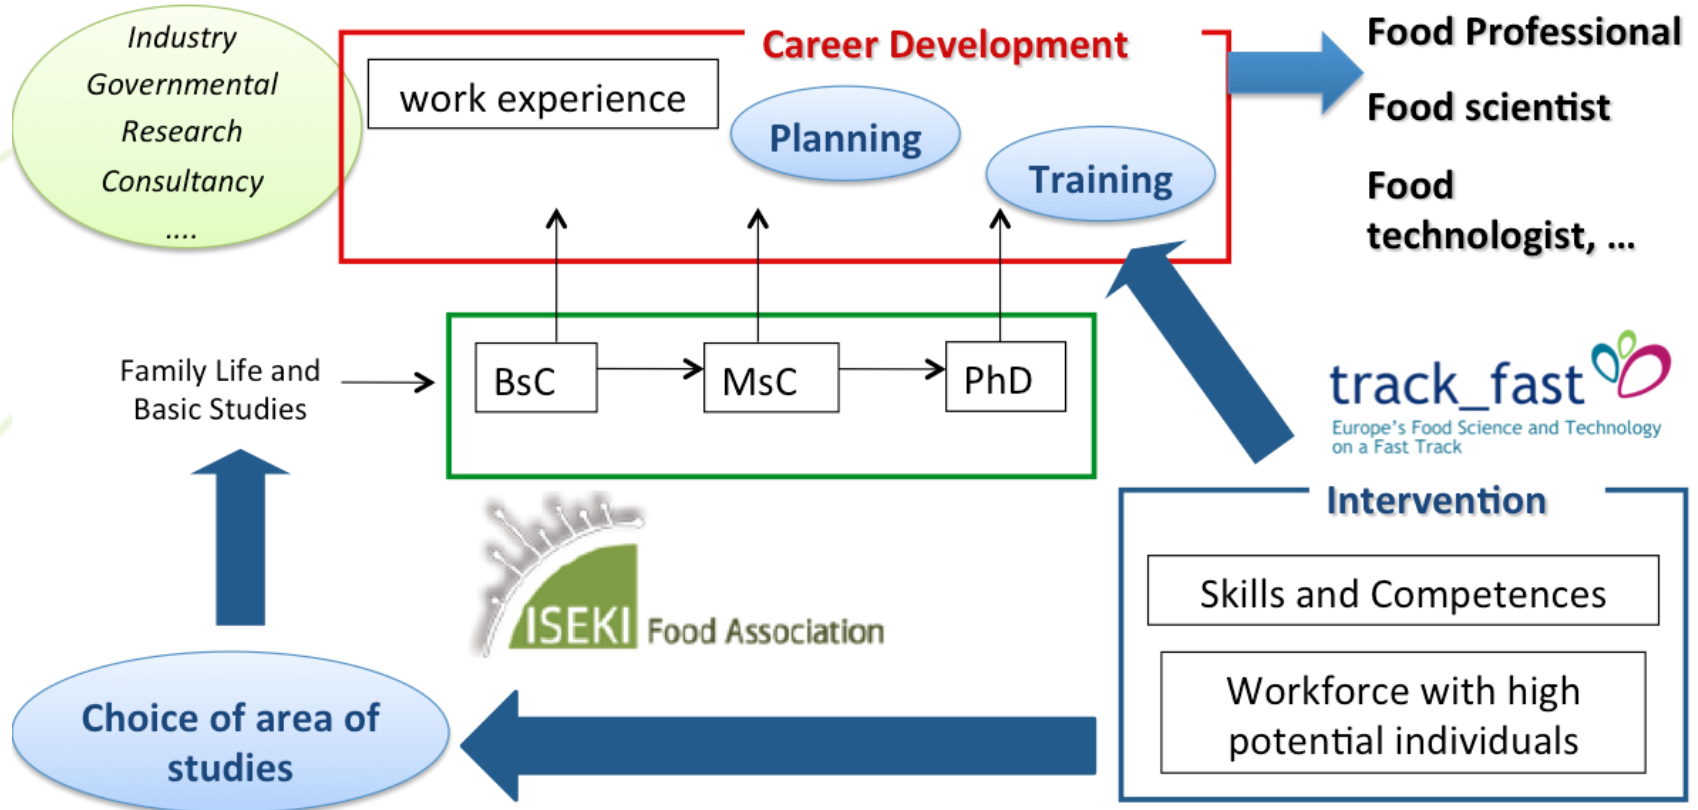 Industry
Governmental
Research
Consultancy
....
Career Development
work experience
Planning
Training
Food Professional
Food scientist
Food
technologist, ...
Family Life and
Basic Studies
BsC
MsC
PhD
track_fast
Europe's Food Science and Technology
on a Fast Track
ISEKI Food Association
Intervention
Skills and Competences
Workforce with high
potential individuals
Choice of area of
studies